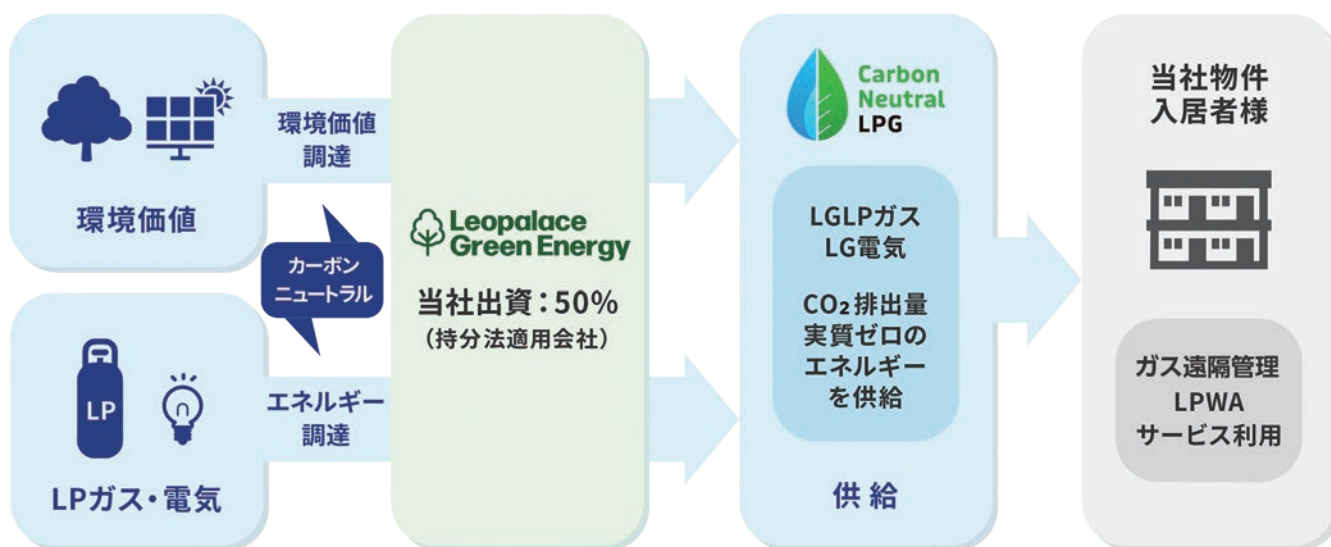 環境価値
環境価値
調達
カーボン
ニュートラル
LP
LPガス・電気
エネルギー
調達
Leopalace
Green Energy
当社出資：50%
（持分法適用会社）
Carbon
Neutral
LPG
LGLPガス
LG電気
CO₂排出量
実質ゼロの
エネルギー
を供給
供給
当社物件
入居者様
ガス遠隔管理
LPWA
サービス利用